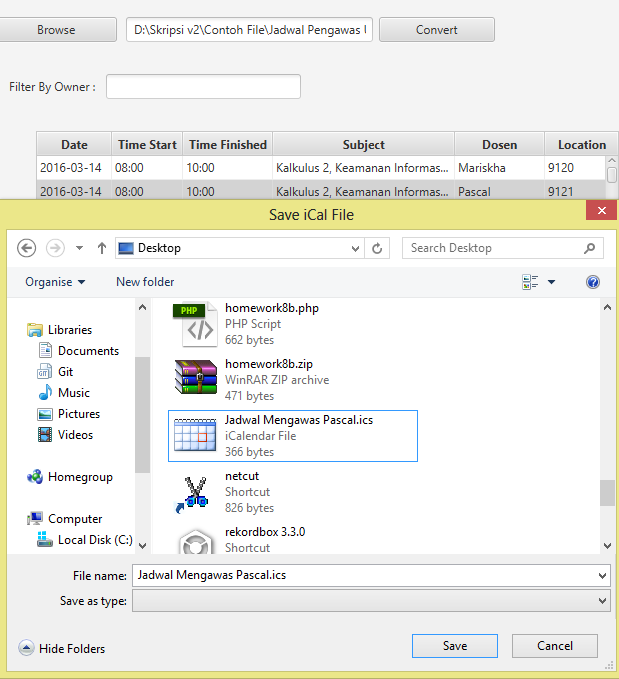 Browse
D:\Skripsi v2\Contoh File\Jadwal Pengawas U
Convert
Filter By Owner :
Date Time Start Time Finished Subject Dosen Location
2016-03-14 08:00 10:00 Kalkulus 2, Keamanan Informas... Mariskha 9120
2016-03-14 08:00 10:00 Kalkulus 2, Keamanan Informas... Pascal 9121
Save iCal File
Desktop
Search Desktop
Organise
New folder
Libraries
Documents
Git
Music
Pictures
Videos
Homegroup
Computer
Local Disk (C:)
PHP
homework8b.php
PHP Script
662 bytes
homework8b.zip
WinRAR ZIP archive
471 bytes
Jadwal Mengawas Pascal.ics
iCalendar File
366 bytes
netcut
Shortcut
826 bytes
rekordbox 3.3.0
Shortcut
File name: Jadwal Mengawas Pascal.ics
Save as type:
Hide Folders
Save
Cancel